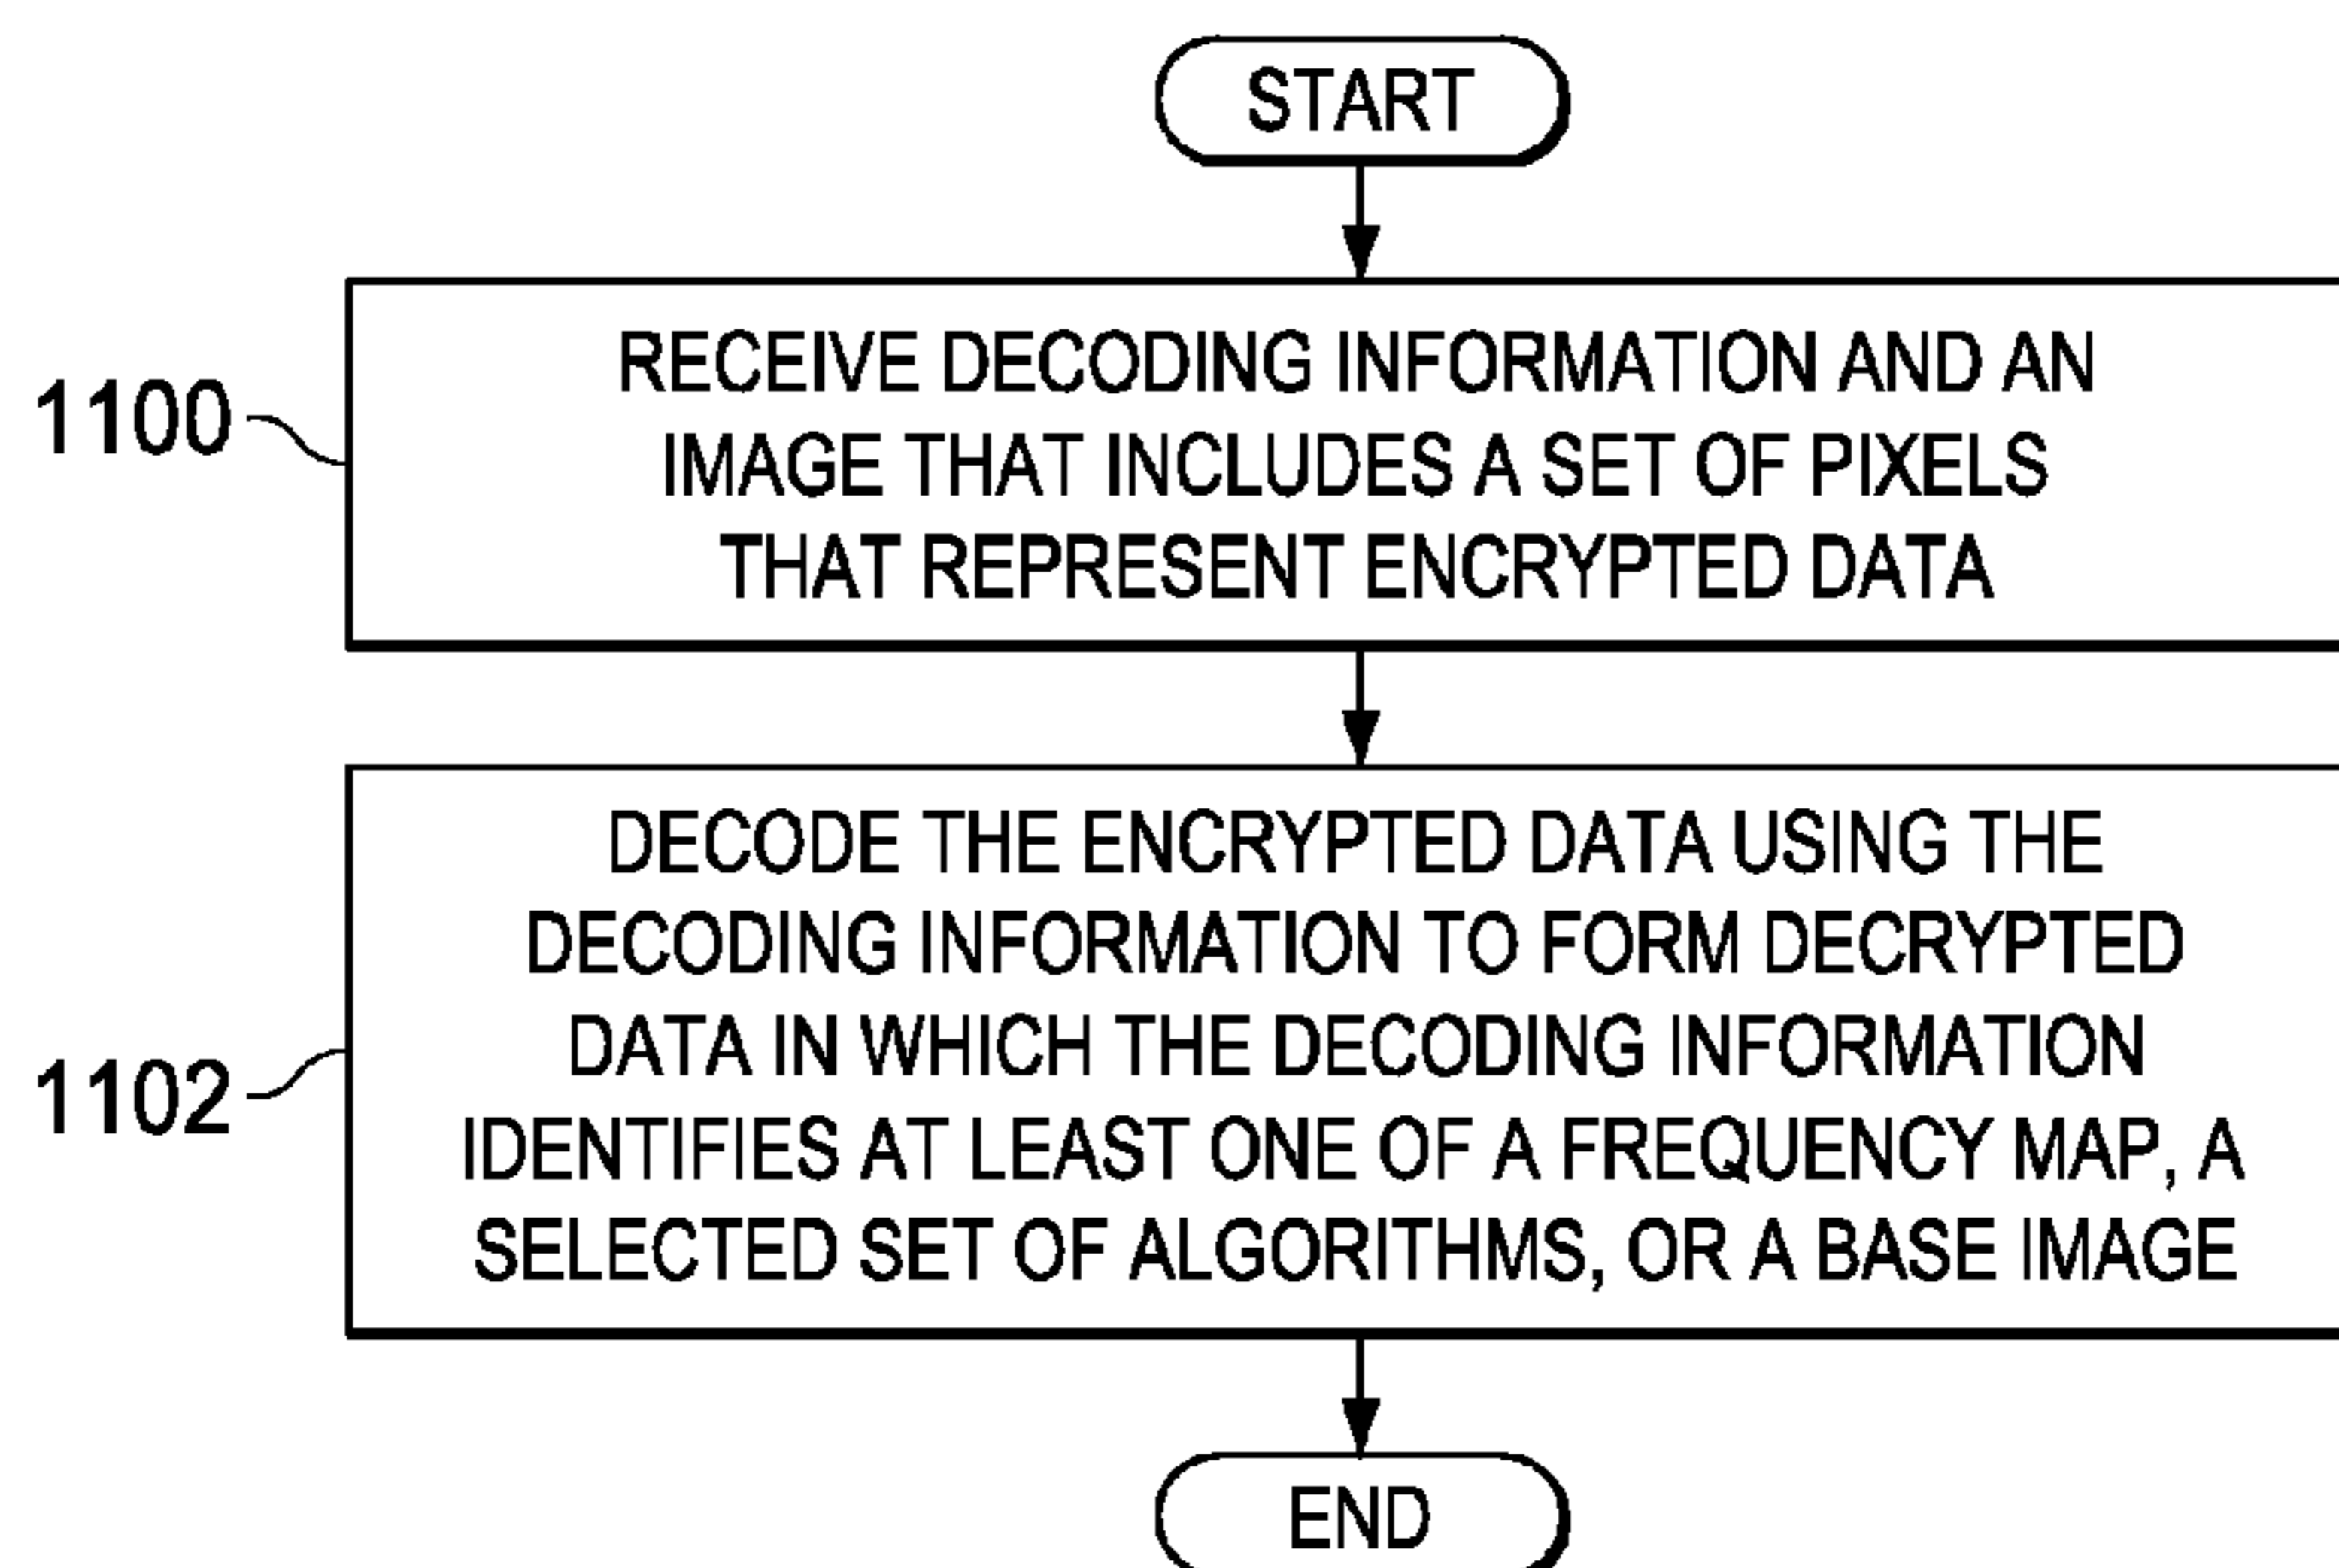 START
1100
RECEIVE DECODING INFORMATION AND AN
IMAGE THAT INCLUDES A SET OF PIXELS
THAT REPRESENT ENCRYPTED DATA
1102
DECODE THE ENCRYPTED DATA USING THE
DECODING INFORMATION TO FORM DECRYPTED
DATA IN WHICH THE DECODING INFORMATION
IDENTIFIES AT LEAST ONE OF A FREQUENCY MAP, A
SELECTED SET OF ALGORITHMS, OR A BASE IMAGE
END